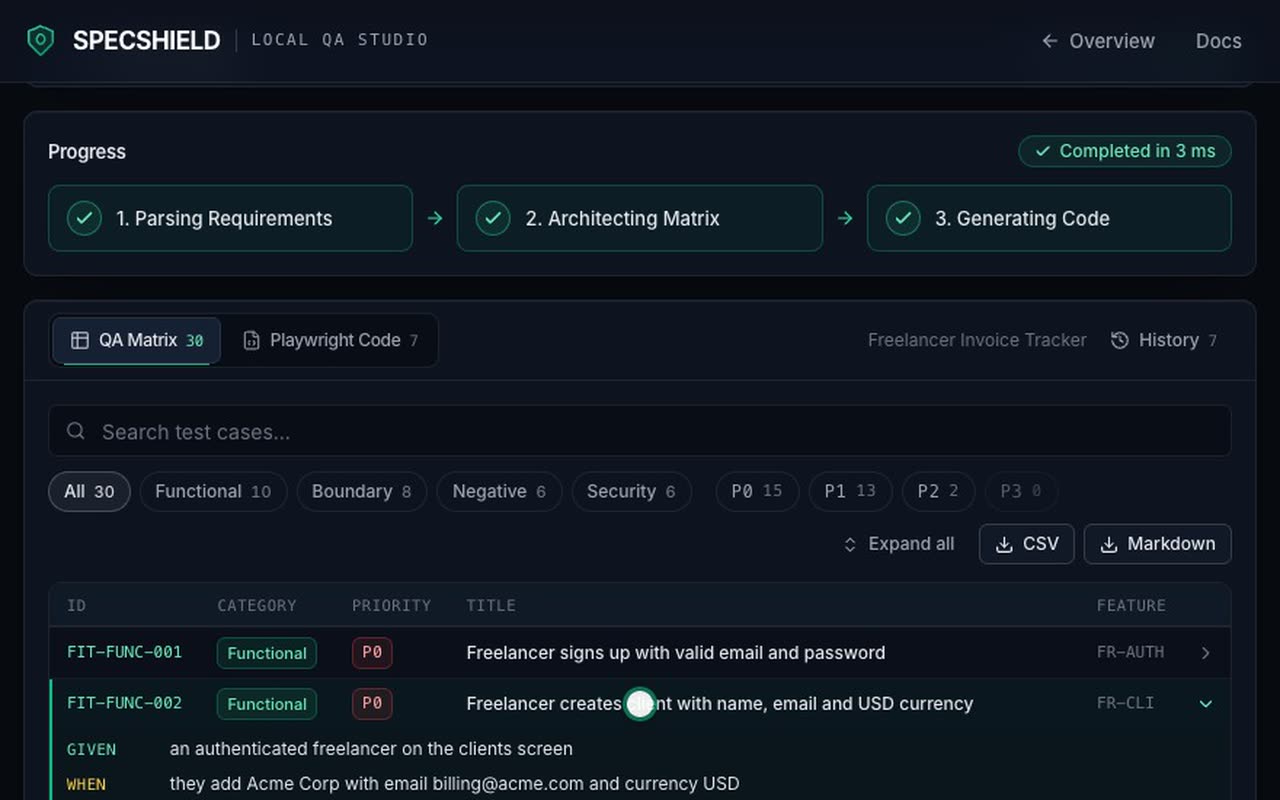 SPECSHIELD LOCAL QA STUDIO Overview Docs
Progress Completed in 3 ms
1. Parsing Requirements 2. Architecting Matrix 3. Generating Code
QA Matrix 30 Playwright Code 7 Freelancer Invoice Tracker History 7
Search test cases...
All 30 Functional 10 Boundary 8 Negative 6 Security 6 P0 15 P1 13 P2 2 P3 0
Expand all CSV Markdown
ID CATEGORY PRIORITY TITLE FEATURE
FIT-FUNC-001 Functional P0 Freelancer signs up with valid email and password FR-AUTH
FIT-FUNC-002 Functional P0 Freelancer creates client with name, email and USD currency FR-CLI
GIVEN an authenticated freelancer on the clients screen
WHEN they add Acme Corp with email billing@acme.com and currency USD